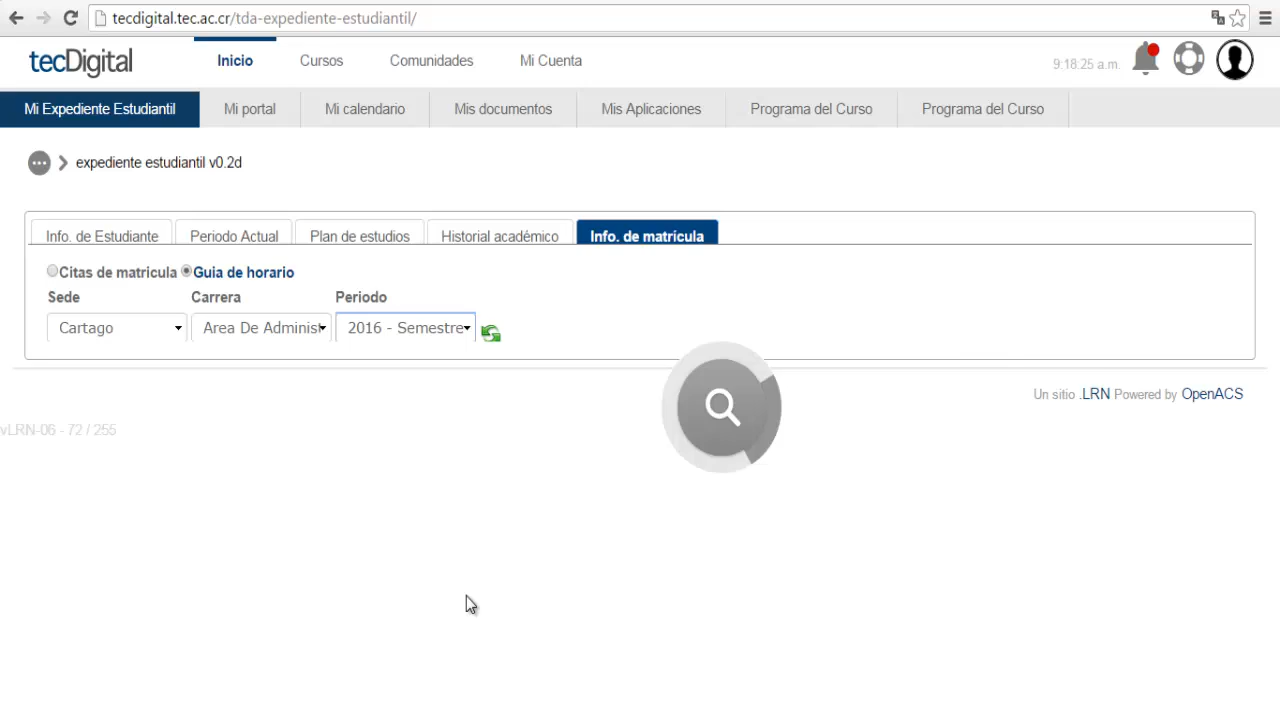 tecdigital.tec.ac.cr/tda-expediente-estudiantil/
tecDigital Inicio Cursos Comunidades Mi Cuenta 9:18:25 a.m.
Mi Expediente Estudiantil Mi portal Mi calendario Mis documentos Mis Aplicaciones Programa del Curso Programa del Curso
expediente estudiantil v0.2d
Info. de Estudiante Periodo Actual Plan de estudios Historial académico Info. de matricula
Citas de matricula Guia de horario
Sede Carrera Periodo
Cartago Area De Administ 2016 - Semestre
Un sitio .LRN Powered by OpenACS
vLRN-06 - 72 / 255